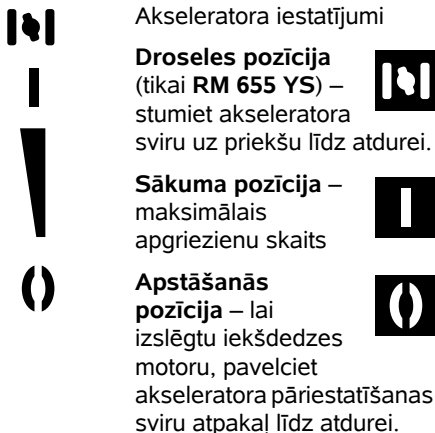 Akseleratora iestatījumi
Droseles pozīcija
(tikai RM 655 YS) –
stumiet akseleratora
sviru uz priekšu līdz atdurei.
Sākuma pozīcija –
maksimālais
apgriezienu skaits
Apstāšanās
pozīcija – lai
izslēgtu iekšdedzes
motoru, pavelciet
akseleratora pāriestatīšanas
sviru atpakaļ līdz atdurei.